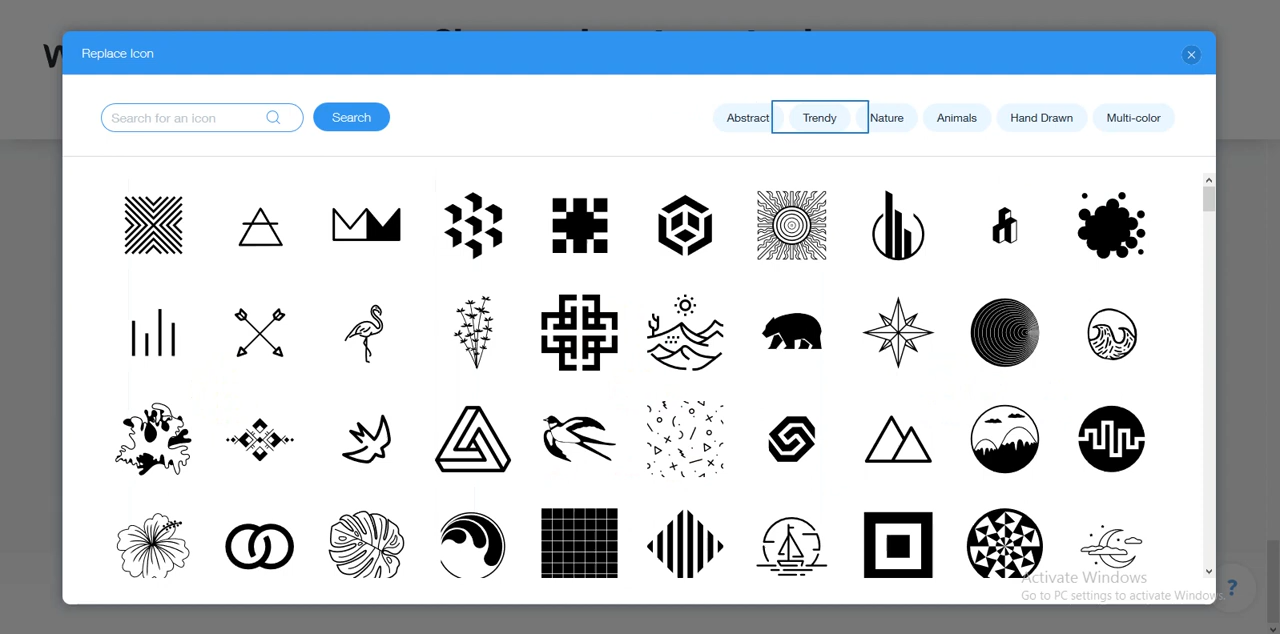 W
Replace Icon
Search for an icon
Search
Abstract
Trendy
Nature
Animals
Hand Drawn
Multi-color
Activate Windows
Go to PC settings to activate Windows.
?